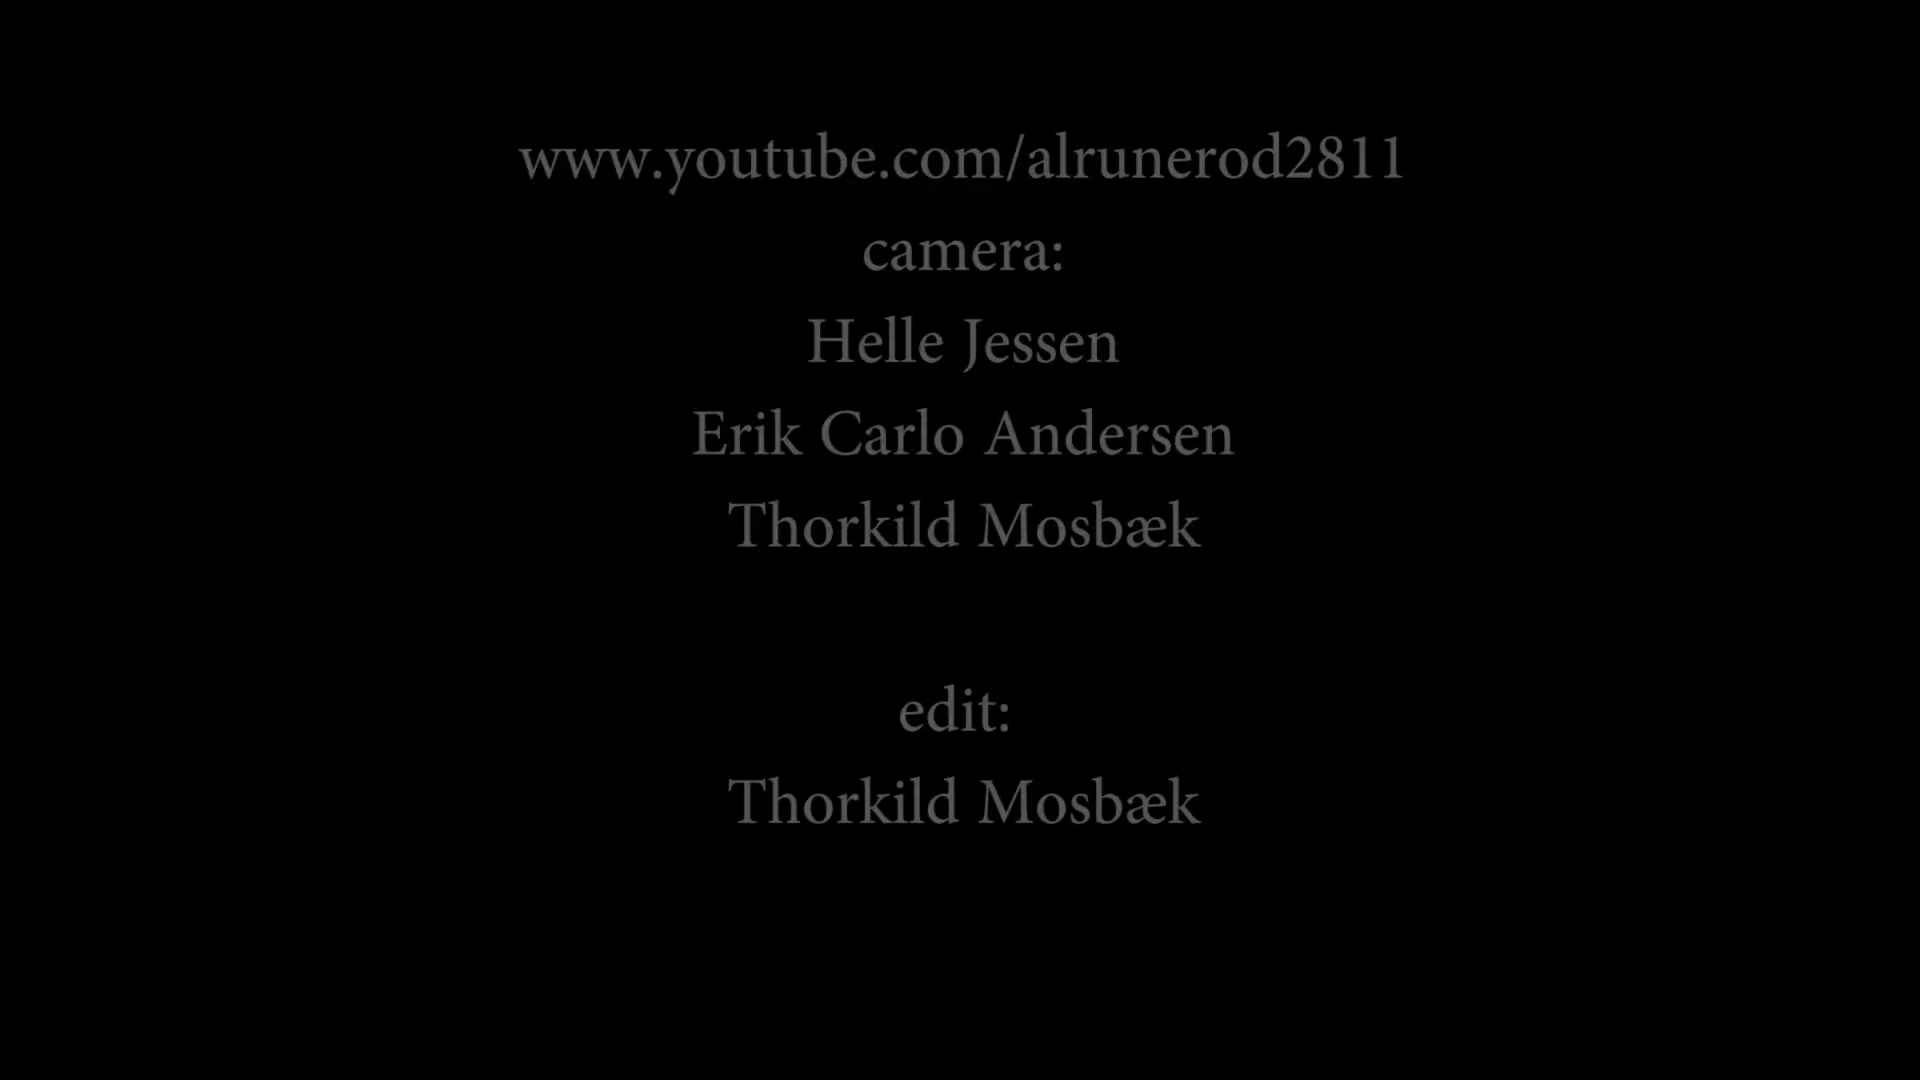 www.youtube.com/alrunerod2811
camera:
Helle Jessen
Erik Carlo Andersen
Thorkild Mosbæk
edit:
Thorkild Mosbæk